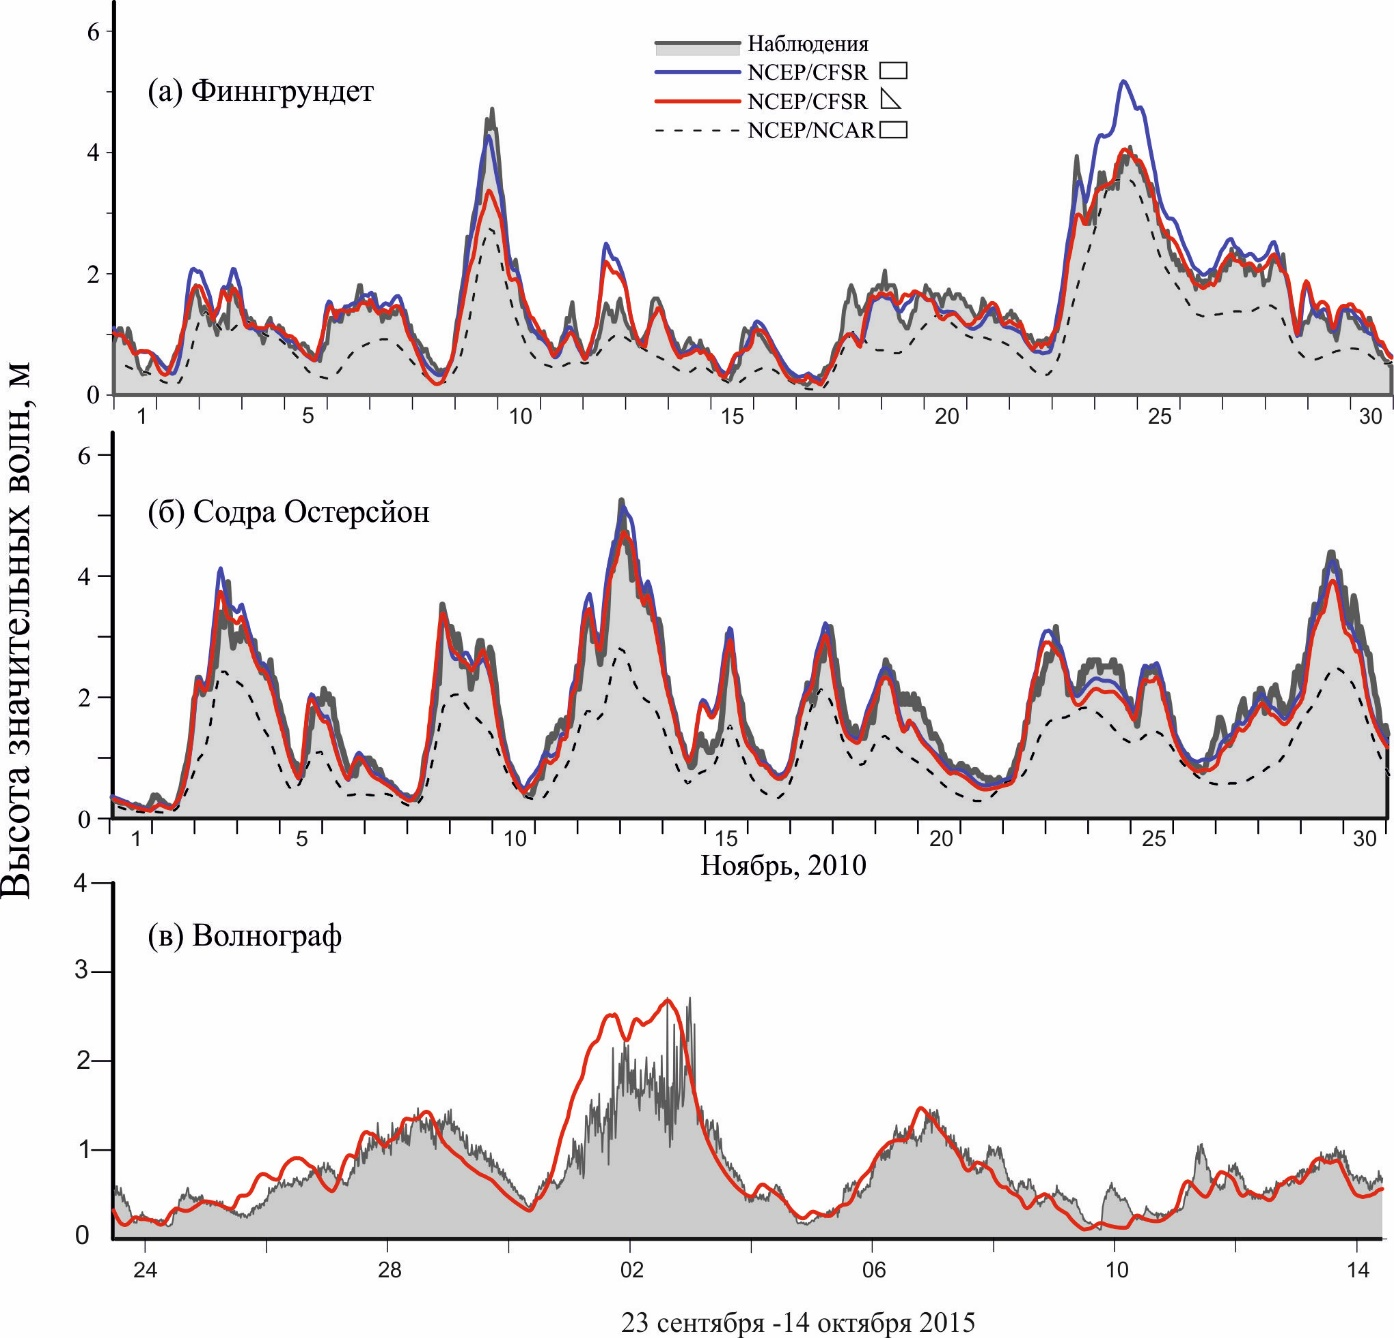 Высота значительных волн, м
6
4
2
0
(а) Финнгрундет
Наблюдения
NCEP/CFSR
NCEP/CFSR
NCEP/NCAR
1 5 10 15 20 25 30
6
4
2
0
(б) Содра Остерсйон
1 5 10 15 20 25 30
Ноябрь, 2010
4
3
2
1
0
(в) Волнограф
24 28 02 06 10 14
23 сентября -14 октября 2015